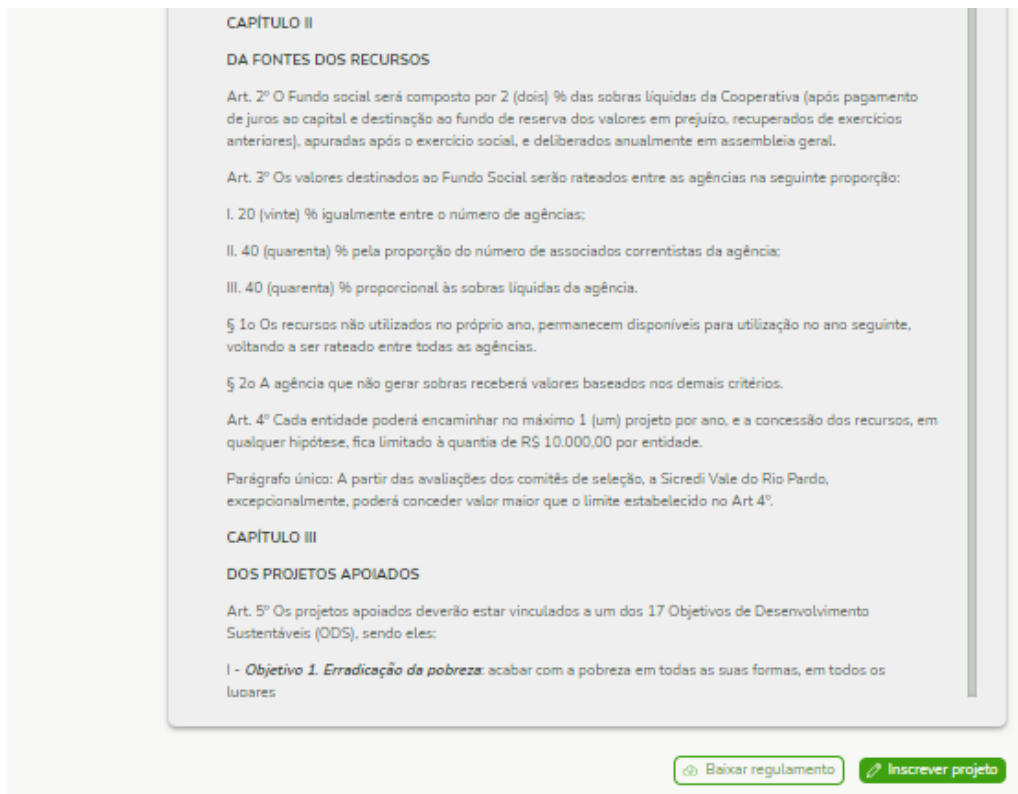 CAPÍTULO II
DA FONTES DOS RECURSOS
Art. 2º O Fundo social será composto por 2 (dois) % das sobras líquidas da Cooperativa (após pagamento
de juros ao capital e destinação ao fundo de reserva dos valores em prejuízo, recuperados de exercícios
anteriores), apuradas após o exercício social, e deliberados anualmente em assembleia geral.
Art. 3º Os valores destinados ao Fundo Social serão rateados entre as agências na seguinte proporção:
I. 20 (vinte) % igualmente entre o número de agências;
II. 40 (quarenta) % pela proporção do número de associados correntistas da agência;
III. 40 (quarenta) % proporcional às sobras líquidas da agência.
§ 1o Os recursos não utilizados no próprio ano, permanecem disponíveis para utilização no ano seguinte,
voltando a ser rateado entre todas as agências.
§ 2o A agência que não gerar sobras receberá valores baseados nos demais critérios.
Art. 4º Cada entidade poderá encaminhar no máximo 1 (um) projeto por ano, e a concessão dos recursos, em
qualquer hipótese, fica limitado à quantia de R$ 10.000,00 por entidade.
Parágrafo único: A partir das avaliações dos comitês de seleção, a Sicredi Vale do Rio Pardo,
excepcionalmente, poderá conceder valor maior que o limite estabelecido no Art 4º.
CAPÍTULO III
DOS PROJETOS APOIADOS
Art. 5º Os projetos apoiados deverão estar vinculados a um dos 17 Objetivos de Desenvolvimento
Sustentáveis (ODS), sendo eles:
I - Objetivo 1. Erradicação da pobreza: acabar com a pobreza em todas as suas formas, em todos os
lugares
Baixar regulamento
Inscrever projeto